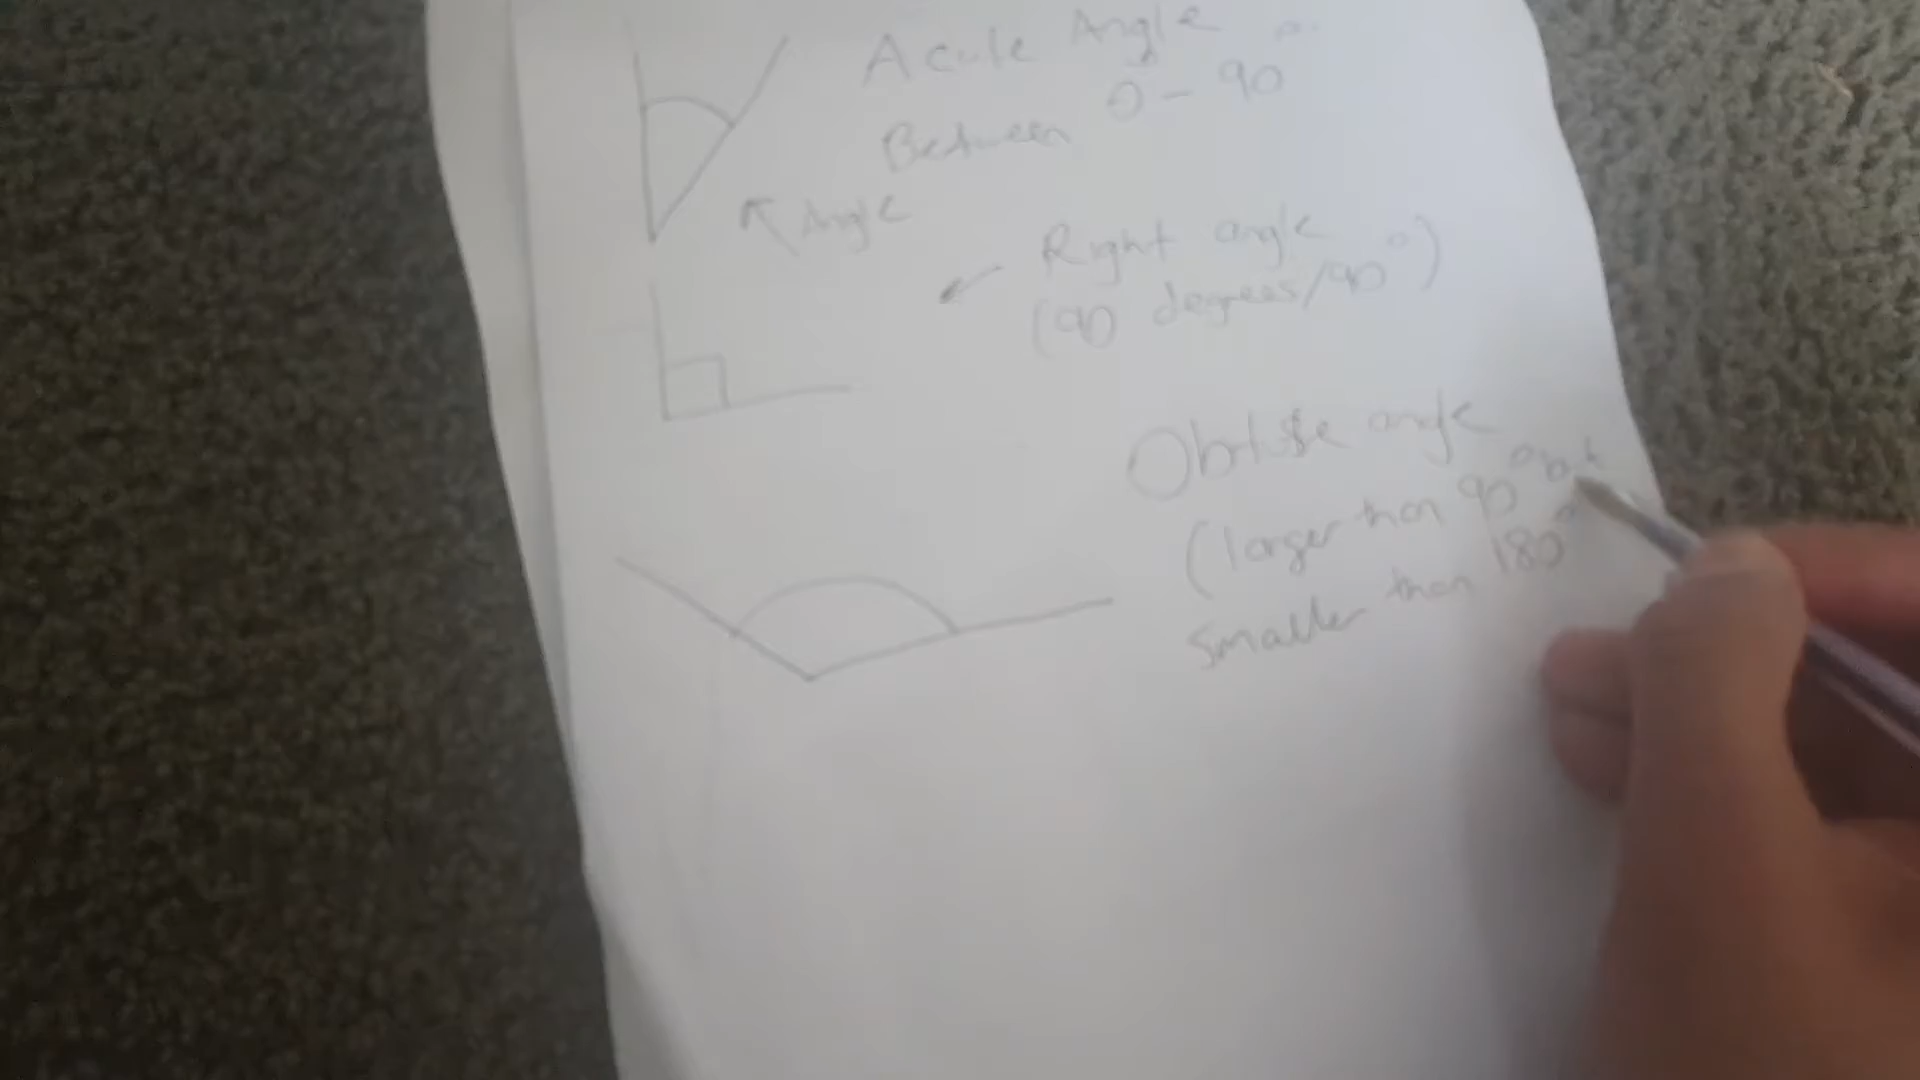 Acute Angle
Between 0 - 90°
Angle
Right angle
(90 degrees/90°)
Obtuse angle
(larger than 90° but
smaller than 180°